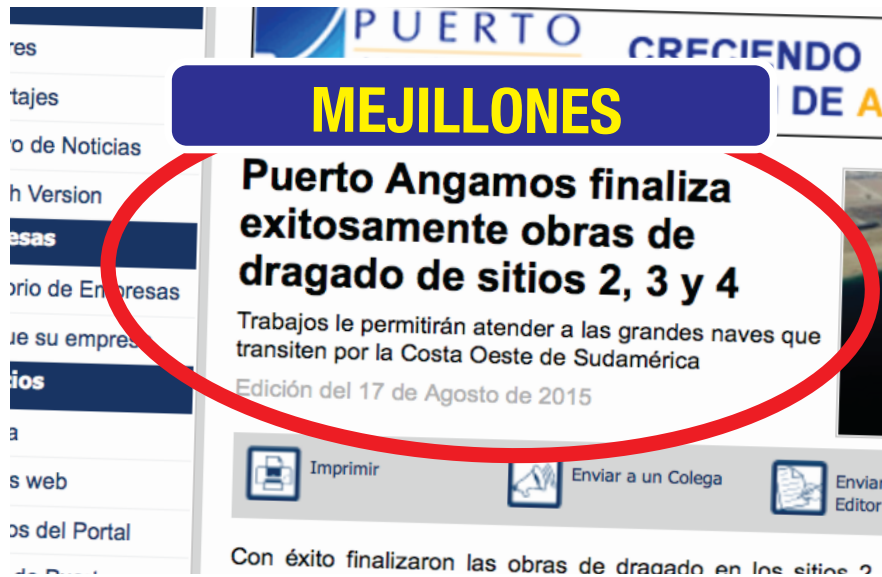 PUERTO
CRECIENDO
DE A
MEJILLONES
res
tajes
o de Noticias
h Version
esas
orio de Empresas
ue su empres
cios
a
s web
os del Portal
Puerto Angamos finaliza
exitosamente obras de
dragado de sitios 2, 3 y 4
Trabajos le permitirán atender a las grandes naves que
transiten por la Costa Oeste de Sudamérica
Edición del 17 de Agosto de 2015
Imprimir
Enviar a un Colega
Enviar
Editor
Con éxito finalizaron las obras de dragado en los sitios 2